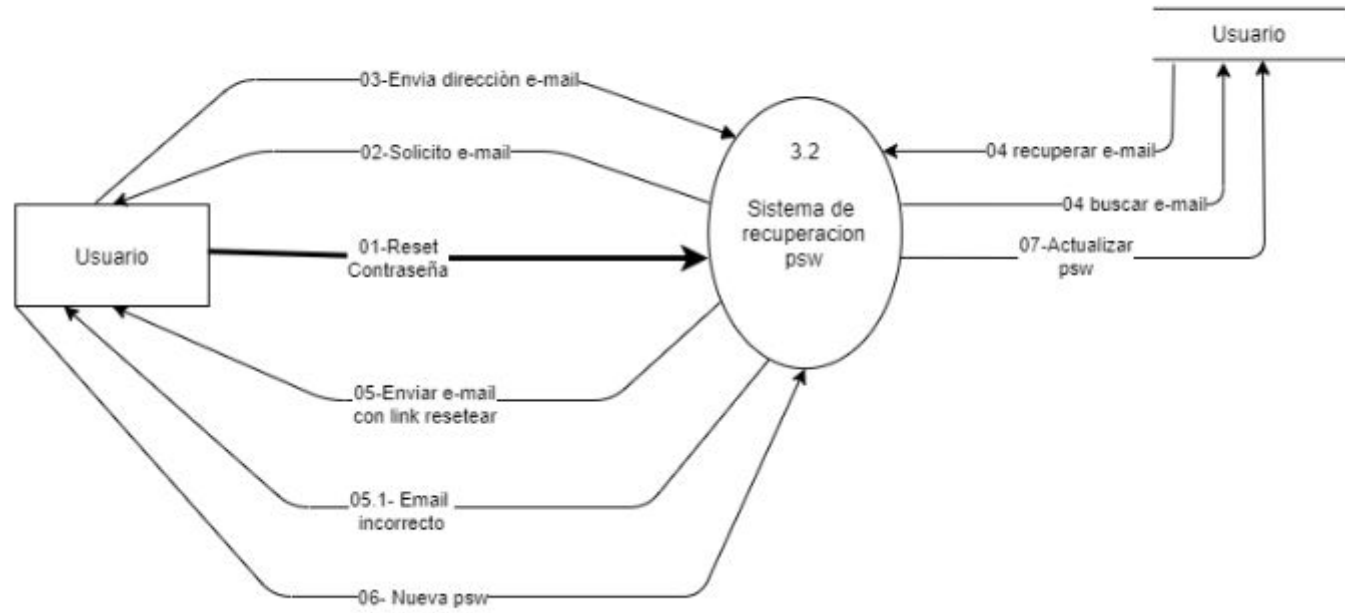 Usuario
03-Envia direcciòn e-mail
02-Solicito e-mail
3.2
04 recuperar e-mail
04 buscar e-mail
Sistema de
recuperacion
psw
Usuario
01-Reset
Contraseña
07-Actualizar
psw
05-Enviar e-mail
con link resetear
05.1- Email
incorrecto
06- Nueva psw